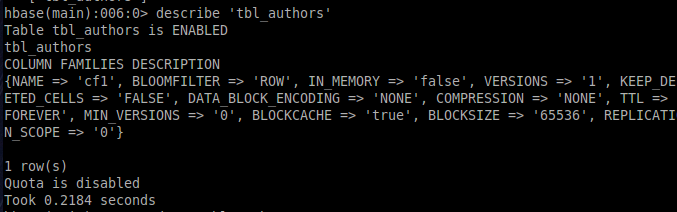 hbase(main):006:0> describe 'tbl_authors'
Table tbl_authors is ENABLED
tbl_authors
COLUMN FAMILIES DESCRIPTION
{NAME => 'cf1', BLOOMFILTER => 'ROW', IN_MEMORY => 'false', VERSIONS => '1', KEEP_DE
ETED_CELLS => 'FALSE', DATA_BLOCK_ENCODING => 'NONE', COMPRESSION => 'NONE', TTL =>
FOREVER', MIN_VERSIONS => '0', BLOCKCACHE => 'true', BLOCKSIZE => '65536', REPLICATI
N_SCOPE => '0'}
1 row(s)
Quota is disabled
Took 0.2184 seconds